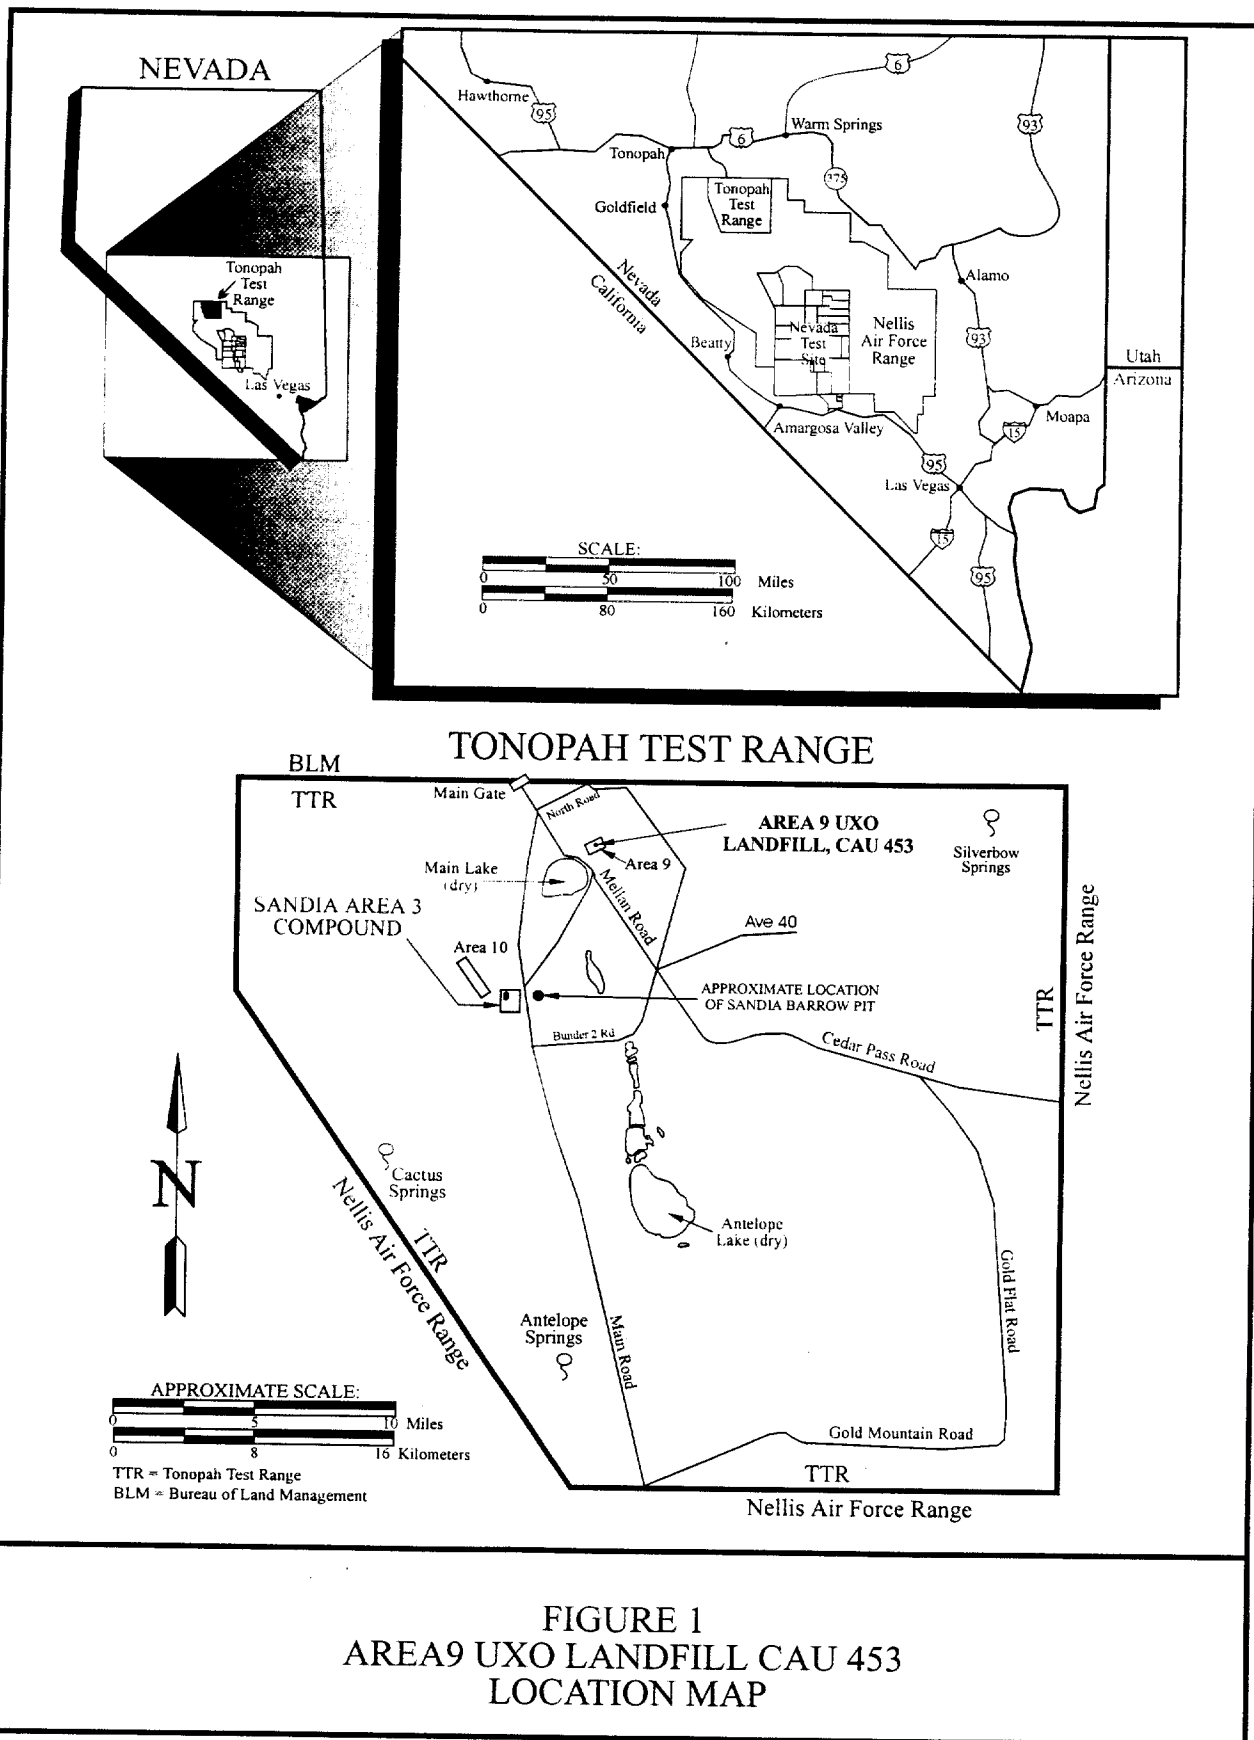 NEVADA
Tonopah
Test
Range
Las Vegas
Hawthorne
95
6
93
Warm Springs
6
Tonopah
375
Tonopah
Test
Range
Goldfield
Nevada
California
Alamo
Beatty
Nevada
Test
Site
Nellis
Air Force
Range
93
Utah
Arizona
Moapa
Amargosa Valley
15
95
Las Vegas
15
95
SCALE:
0 50 100 Miles
0 80 160 Kilometers
TONOPAH TEST RANGE
BLM
TTR
Main Gate
North Road
AREA 9 UXO
LANDFILL, CAU 453
Area 9
Silverbow
Springs
Main Lake
(dry)
Mellan Road
SANDIA AREA 3
COMPOUND
Ave 40
Area 10
APPROXIMATE LOCATION
OF SANDIA BARROW PIT
TTR
Nellis Air Force Range
Bunder 2 Rd
Cedar Pass Road
N
Cactus
Springs
TTR
Nellis Air Force Range
Antelope
Lake (dry)
Gold Flat Road
Antelope
Springs
Main Road
Gold Mountain Road
TTR
Nellis Air Force Range
APPROXIMATE SCALE:
0 5 10 Miles
0 8 16 Kilometers
TTR = Tonopah Test Range
BLM = Bureau of Land Management
FIGURE 1
AREA9 UXO LANDFILL CAU 453
LOCATION MAP